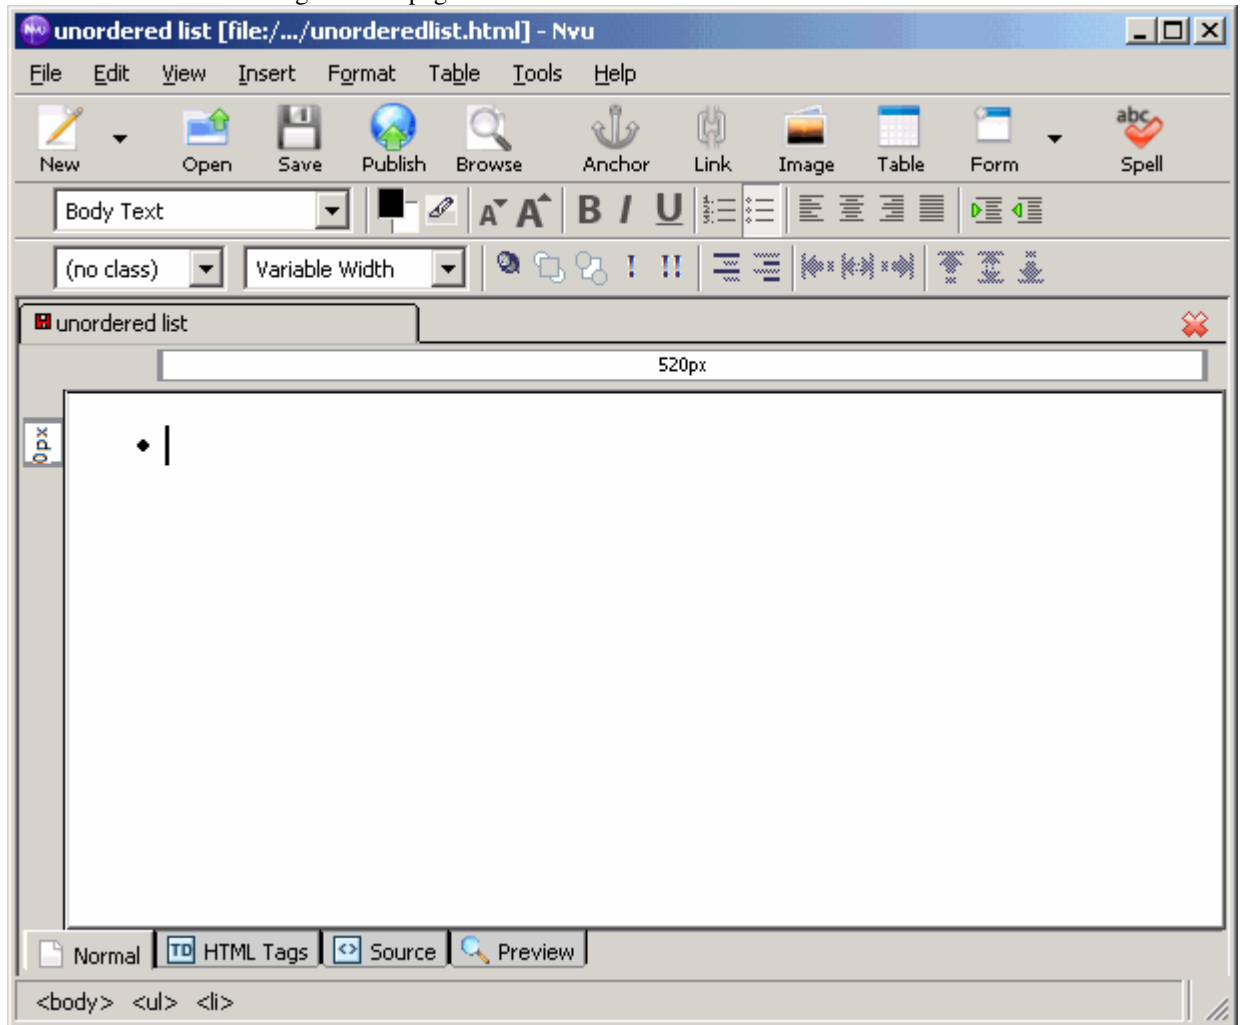 unordered list [file:/.../unorderedlist.html] - Nvu
File Edit View Insert Format Table Tools Help
New Open Save Publish Browse Anchor Link Image Table Form abc Spell
Body Text A A B I U
(no class) Variable Width ! !!
unordered list
520px
0px
Normal TD HTML Tags Source Preview
<body> <ul> <li>